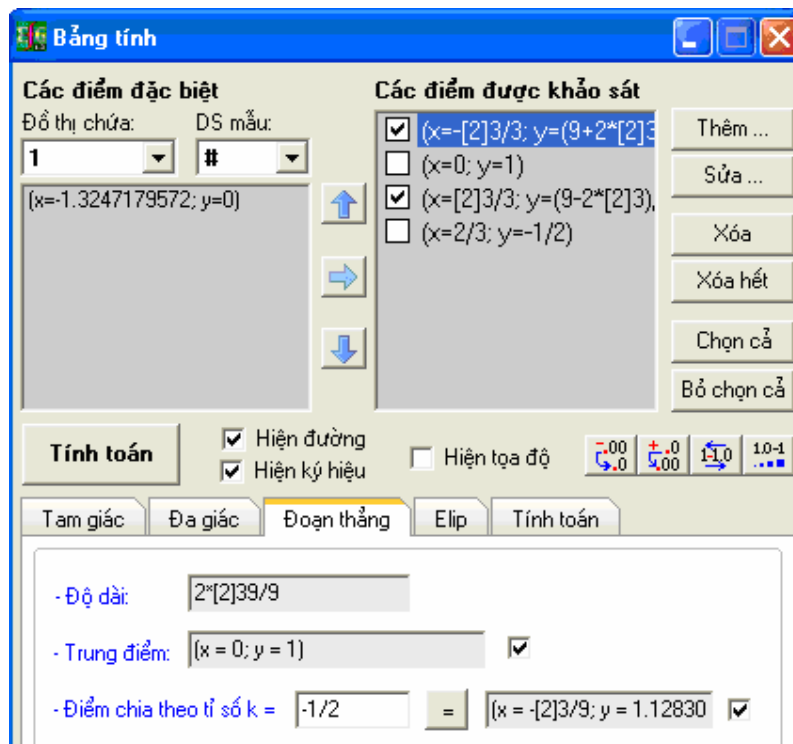 Bảng tính
Các điểm đặc biệt
Các điểm được khảo sát
Đồ thị chứa:
DS mẫu:
1
#
(x=-1.3247179572; y=0)
(x=-[2]3/3; y=(9+2*[2]3
(x=0; y=1)
(x=[2]3/3; y=(9-2*[2]3),
(x=2/3; y=-1/2)
Thêm ...
Sửa ...
Xóa
Xóa hết
Chọn cả
Bỏ chọn cả
Tính toán
Hiện đường
Hiện ký hiệu
Hiện tọa độ
Tam giác
Đa giác
Đoạn thẳng
Elip
Tính toán
- Độ dài:
2*[2]39/9
- Trung điểm:
(x = 0; y = 1)
- Điểm chia theo tỉ số k =
-1/2
=
(x = -[2]3/9; y = 1.12830